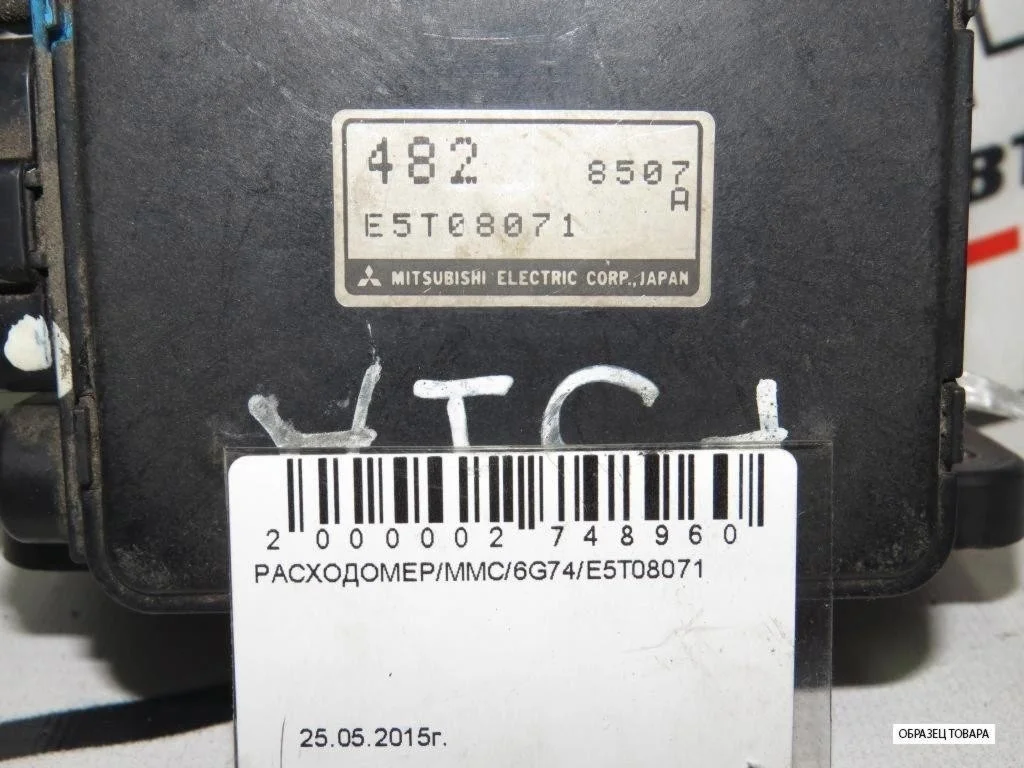 482
8507
A
E5T08071
MITSUBISHI ELECTRIC CORP., JAPAN
2 000002 748960
РАСХОДОМЕР/MMC/6G74/E5T08071
25.05.2015г.
ОБРАЗЕЦ ТОВАРА